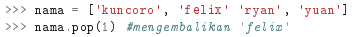 >>> nama = ['kuncoro', 'felix' 'ryan', 'yuan']
>>> nama.pop(1) #mengembalikan 'felix'